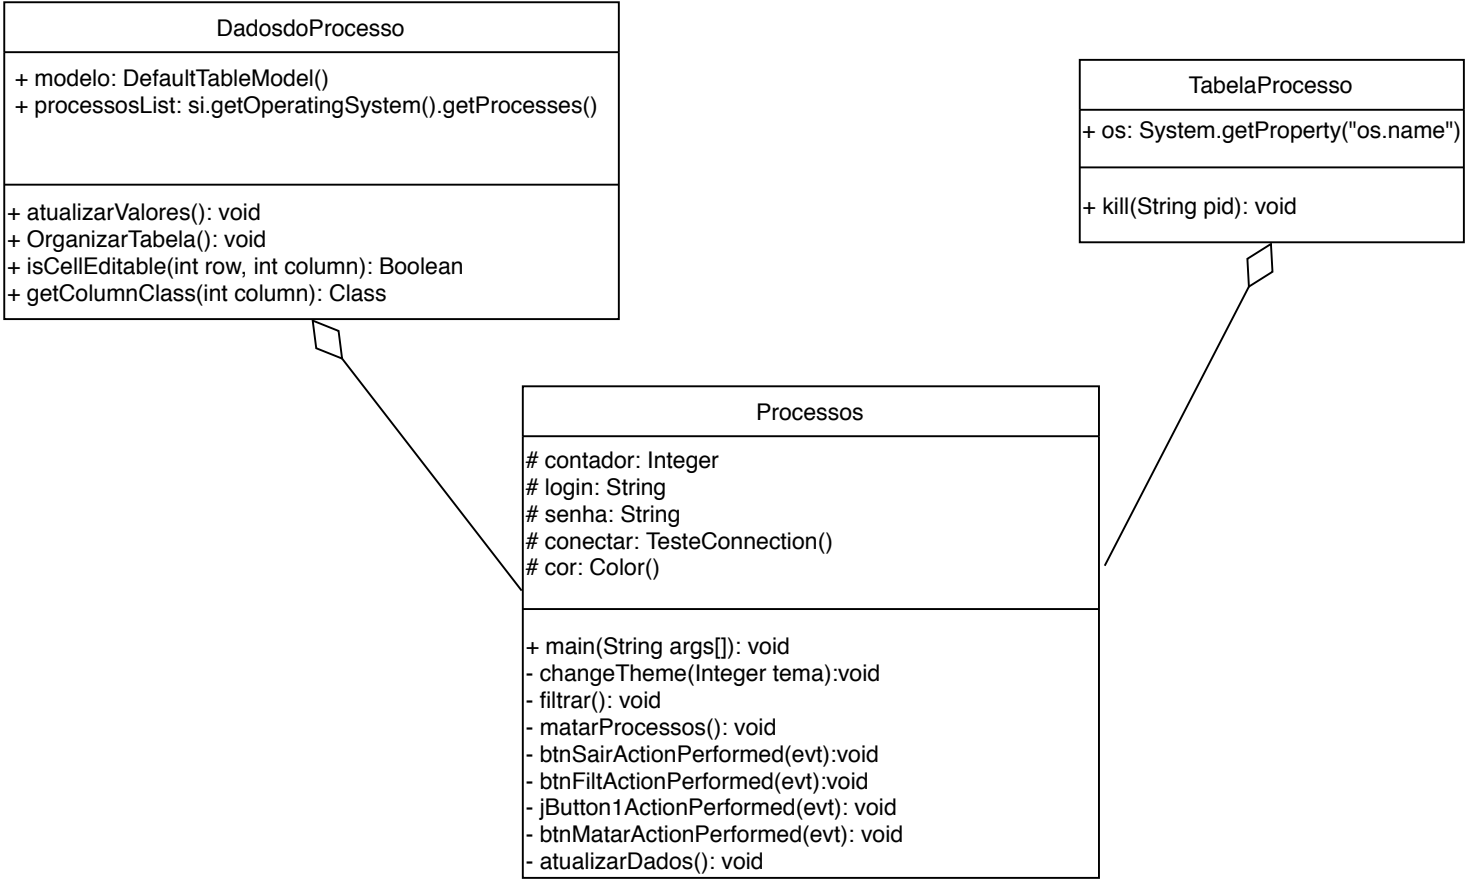 DadosdoProcesso
+ modelo: DefaultTableModel()
+ processosList: si.getOperatingSystem().getProcesses()
+ atualizarValores(): void
+ OrganizarTabela(): void
+ isCellEditable(int row, int column): Boolean
+ getColumnClass(int column): Class
TabelaProcesso
+ os: System.getProperty("os.name")
+ kill(String pid): void
Processos
# contador: Integer
# login: String
# senha: String
# conectar: TesteConnection()
# cor: Color()
+ main(String args[]): void
- changeTheme(Integer tema):void
- filtrar(): void
- matarProcessos(): void
- btnSairActionPerformed(evt):void
- btnFiltActionPerformed(evt):void
- jButton1ActionPerformed(evt): void
- btnMatarActionPerformed(evt): void
- atualizarDados(): void